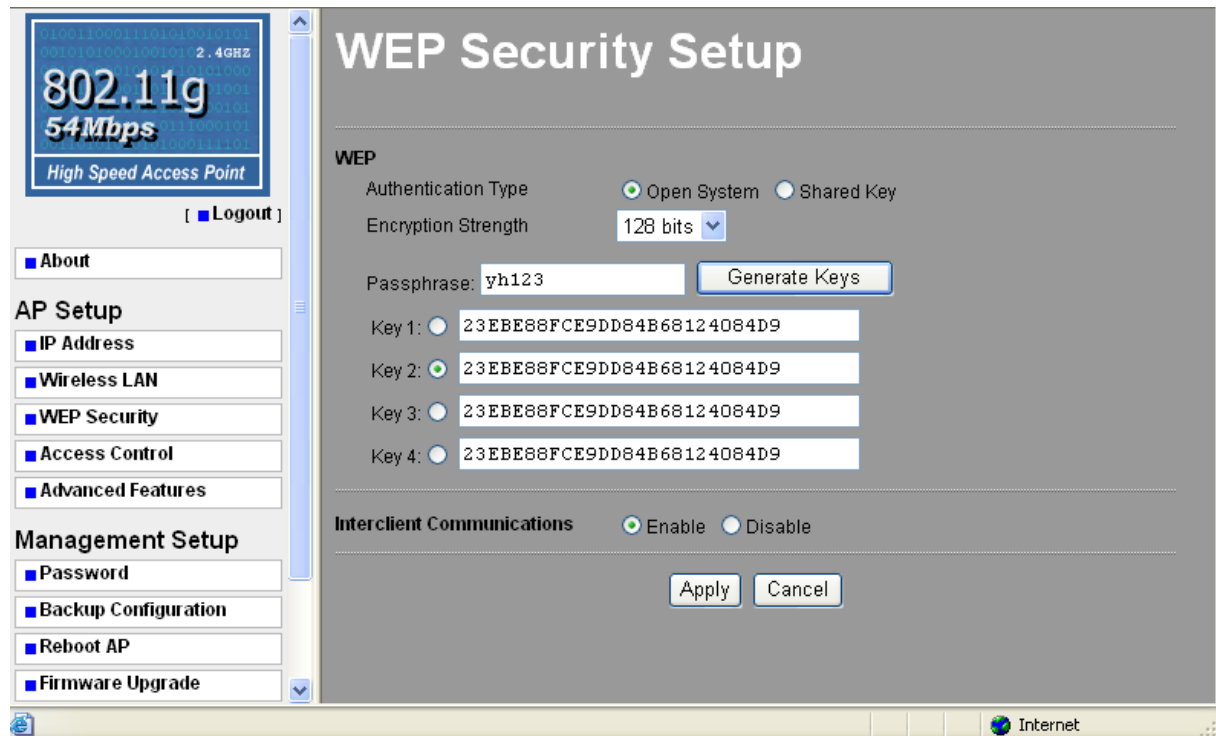 2.4GHZ
802.11g
54Mbps
High Speed Access Point
[ Logout ]
About
AP Setup
IP Address
Wireless LAN
WEP Security
Access Control
Advanced Features
Management Setup
Password
Backup Configuration
Reboot AP
Firmware Upgrade
WEP Security Setup
WEP
Authentication Type Open System Shared Key
Encryption Strength 128 bits
Passphrase: yh123 Generate Keys
Key 1: 23EBE88FCE9DD84B68124084D9
Key 2: 23EBE88FCE9DD84B68124084D9
Key 3: 23EBE88FCE9DD84B68124084D9
Key 4: 23EBE88FCE9DD84B68124084D9
Interclient Communications Enable Disable
Apply Cancel
Internet